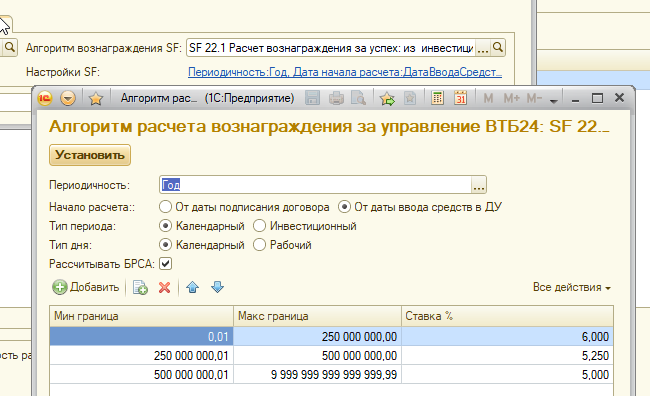 Алгоритм вознаграждения SF: SF 22.1 Расчет вознаграждения за успех: из инвестици ...
Настройки SF: Периодичность:Год, Дата начала расчета:ДатаВводаСредст...
Алгоритм рас... (1С:Предприятие) M M+ M-
Алгоритм расчета вознаграждения за управление ВТБ24: SF 22...
Установить
Периодичность: Год ...
Начало расчета:: От даты подписания договора От даты ввода средств в ДУ
Тип периода: Календарный Инвестиционный
Тип дня: Календарный Рабочий
Рассчитывать БРСА:
Добавить Все действия
Мин граница Макс граница Ставка %
0,01 250 000 000,00 6,000
250 000 000,01 500 000 000,00 5,250
500 000 000,01 9 999 999 999 999 999,99 5,000
ость ра